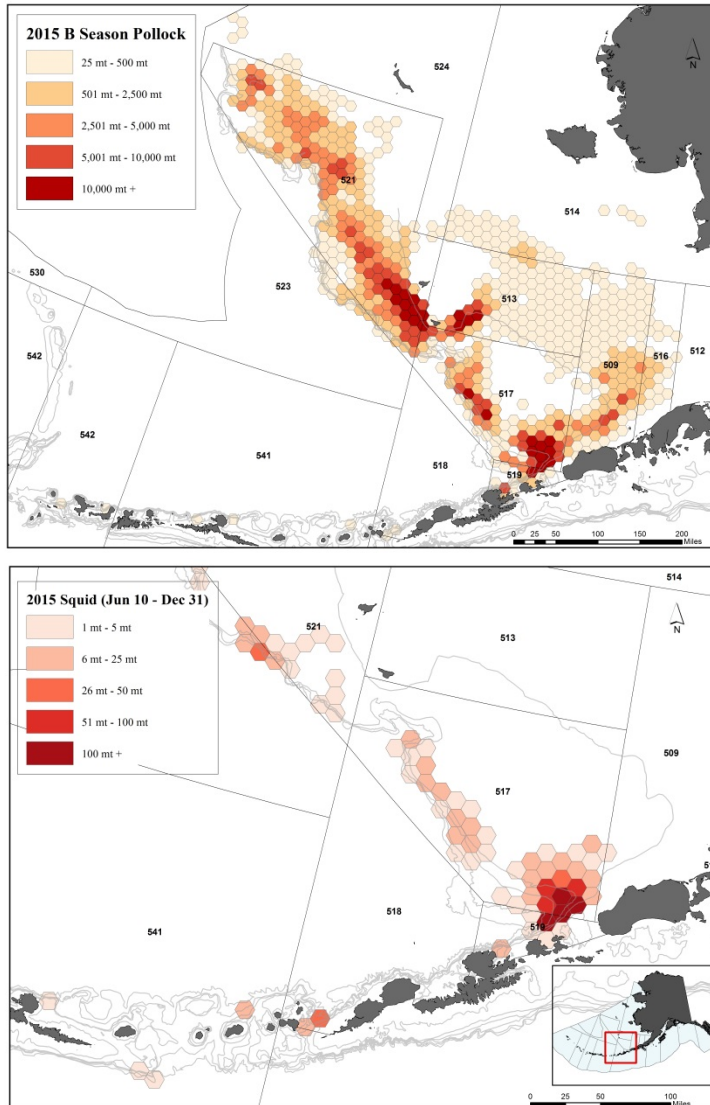 2015 B Season Pollock
25 mt - 500 mt
501 mt - 2,500 mt
2,501 mt - 5,000 mt
5,001 mt - 10,000 mt
10,000 mt +
524
N
521
514
530
523
513
542
509
516
512
517
542
541
518
519
0 25 50 100 150 200
Miles
2015 Squid (Jun 10 - Dec 31)
1 mt - 5 mt
6 mt - 25 mt
26 mt - 50 mt
51 mt - 100 mt
100 mt +
514
521
513
N
509
517
518
519
541
0 25 50 100
Miles